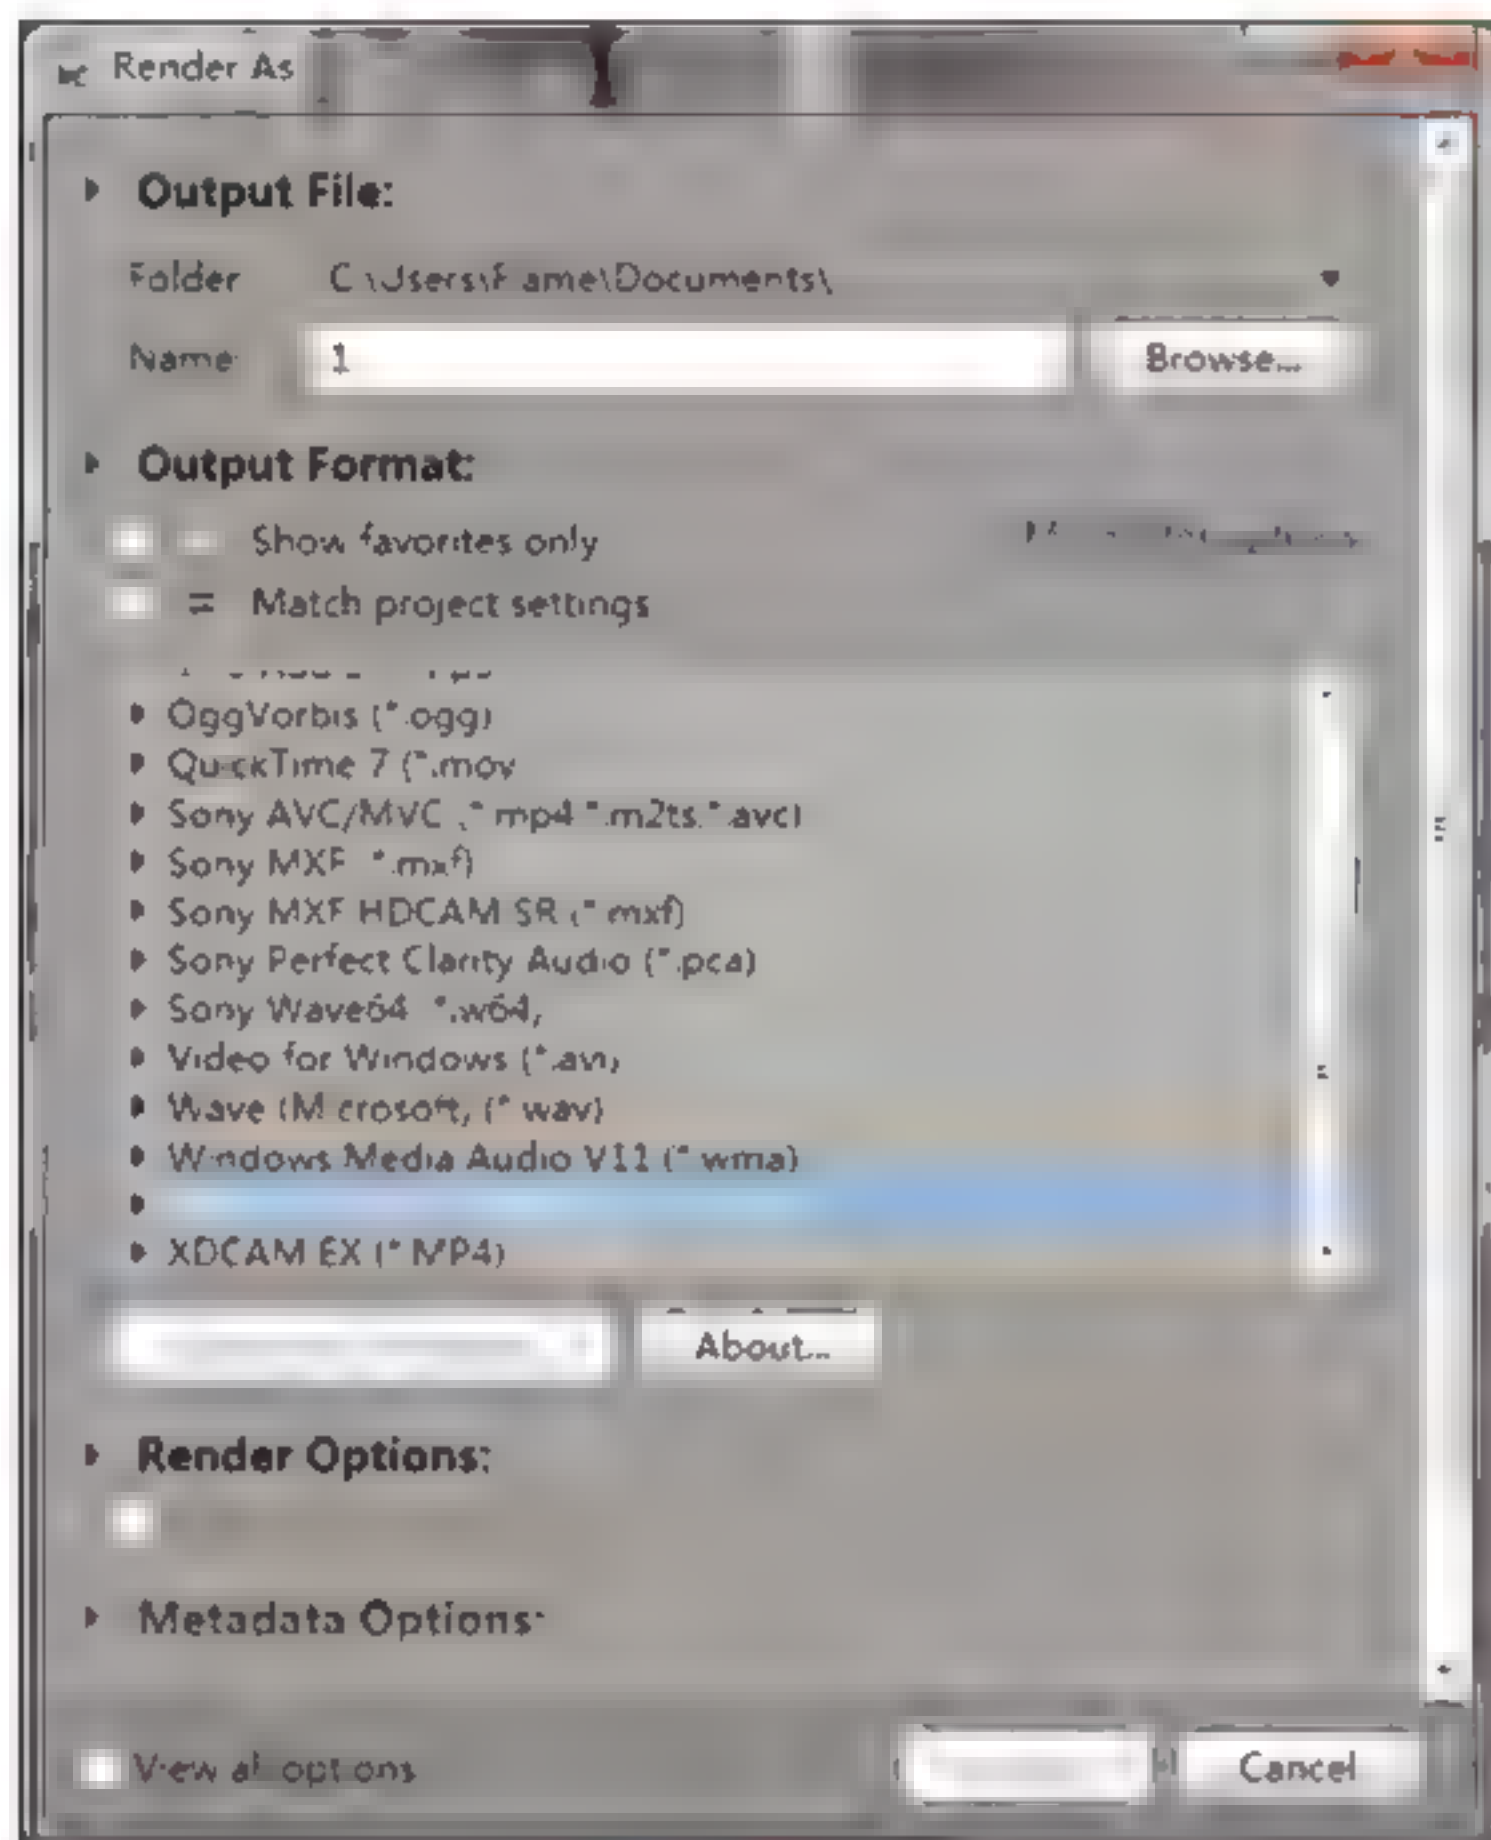 Render As
Output File:
Folder
Name
1
Browse...
Output Format:
Show favorites only
Match project settings
OggVorbis (*.ogg)
QuickTime 7 (*.mov
Sony AVC/MVC (*.mp4 *.m2ts *.avc)
Sony MXF *.mxf)
Sony MXF HDCAM SR (*.mxf)
Sony Perfect Clarity Audio (*.pca)
Sony Wave64 *.w64)
Video for Windows (*.avi)
Wave (Microsoft) (*.wav)
Windows Media Audio V11 (*.wma)
XDCAM EX (*.MP4)
About...
Render Options:
Metadata Options:
View all options
Cancel